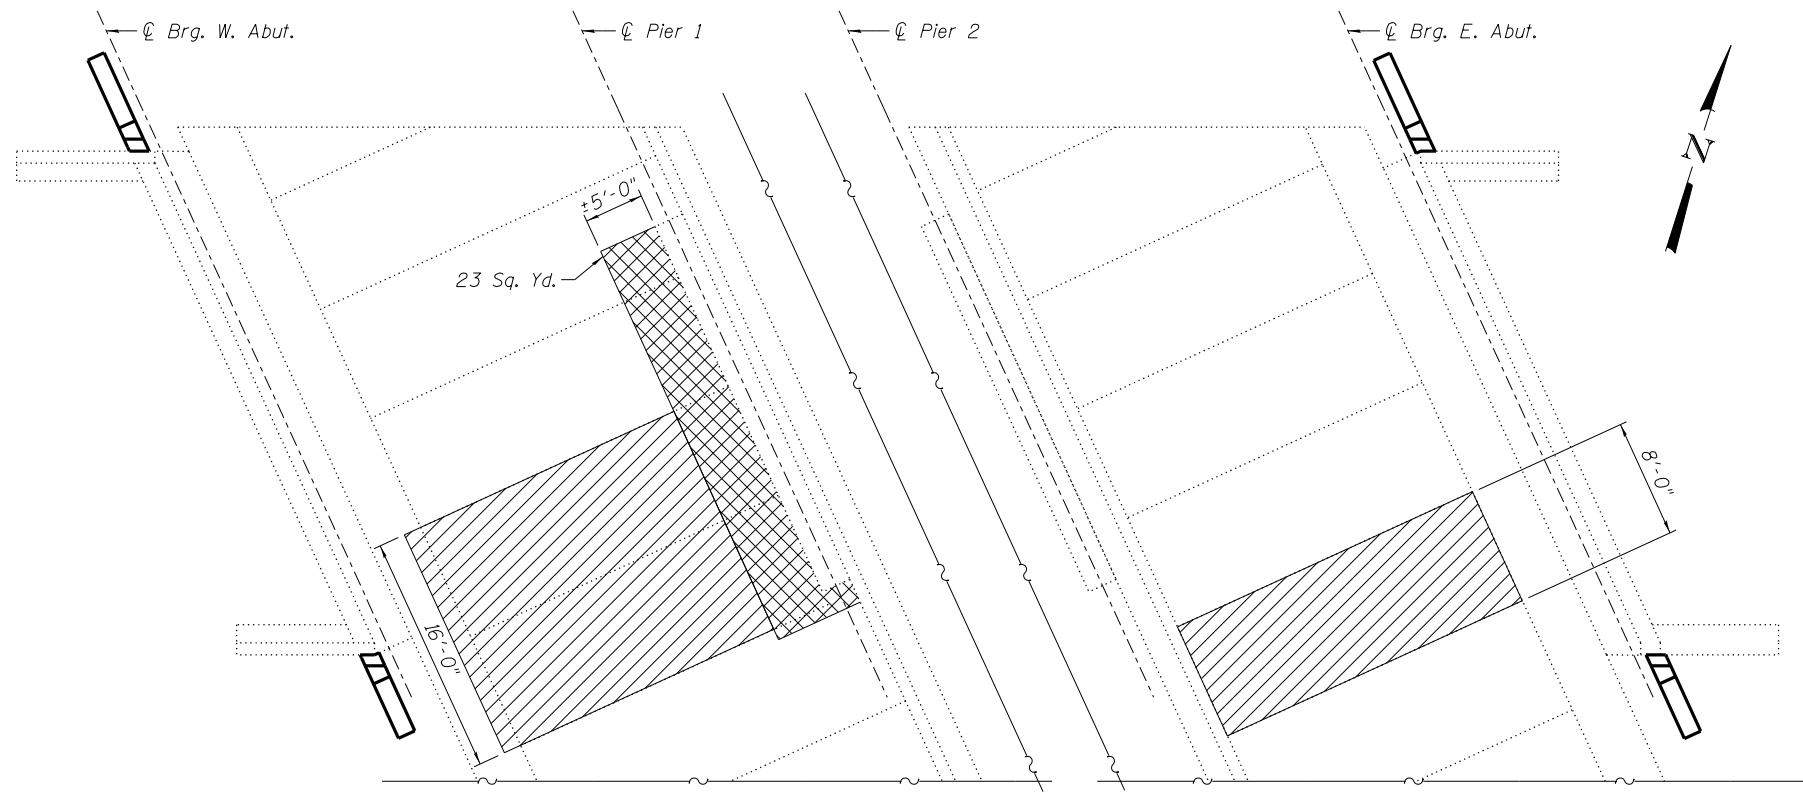 ℄ Brg. W. Abut.
℄ Pier 1
℄ Pier 2
℄ Brg. E. Abut.
N
±5'-0"
23 Sq. Yd.
8'-0"
16'-0"